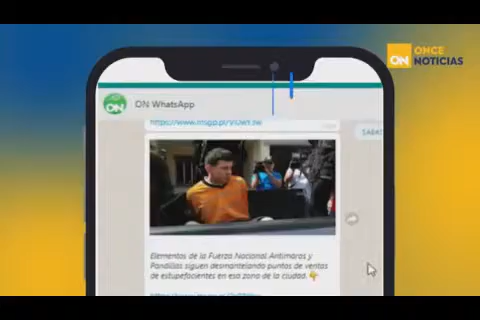 ONCE
ON NOTICIAS
ON WhatsApp
SABAD
Elementos de la Fuerza Nacional Antimaras y
Pandillas siguen desmantelando puntos de ventas
de estupefacientes en esa zona de la ciudad. 👇